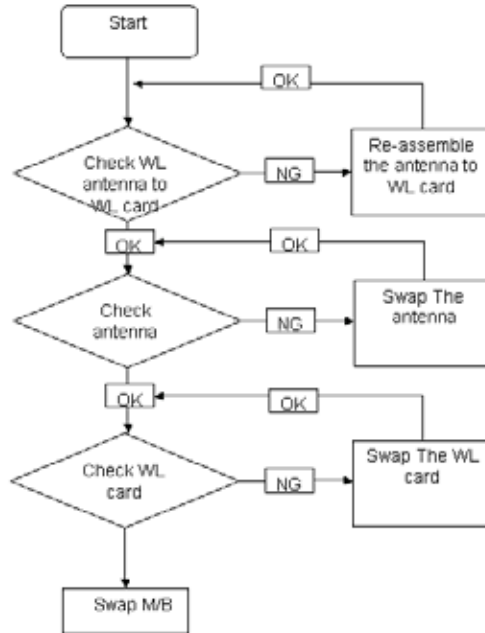 Start
OK
Check WL
antenna to
WL card
NG
Re-assemble
the antenna to
WL card
OK
OK
Check
antenna
NG
Swap The
antenna
OK
OK
Check WL
card
NG
Swap The WL
card
Swap M/B